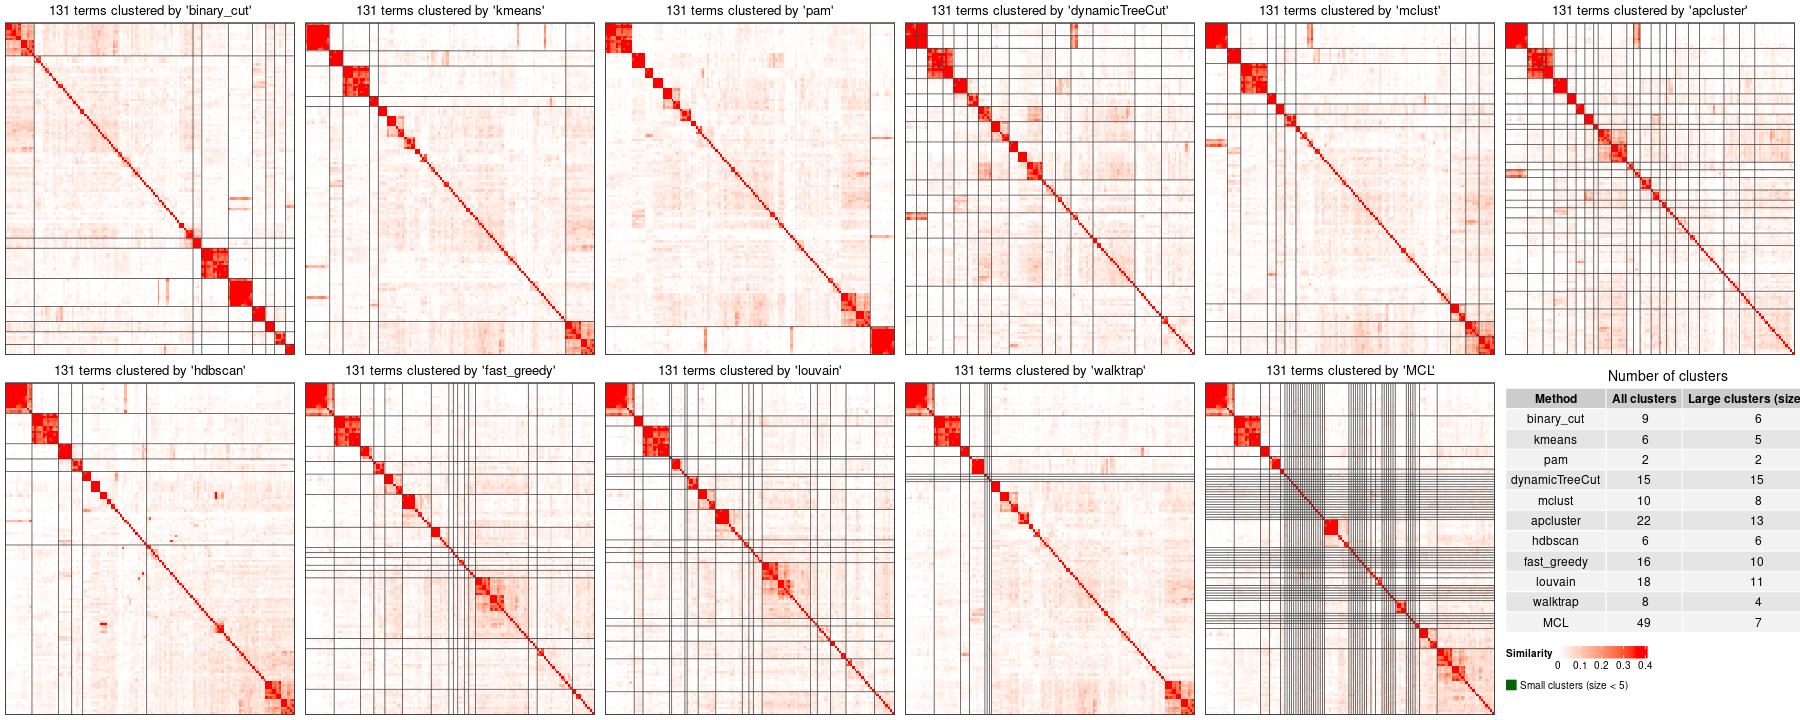 131 terms clustered by 'binary_cut'
131 terms clustered by 'kmeans'
131 terms clustered by 'pam'
131 terms clustered by 'dynamicTreeCut'
131 terms clustered by 'mclust'
131 terms clustered by 'apcluster'
131 terms clustered by 'hdbscan'
131 terms clustered by 'fast_greedy'
131 terms clustered by 'louvain'
131 terms clustered by 'walktrap'
131 terms clustered by 'MCL'
Number of clusters
Method All clusters Large clusters (size
binary_cut 9 6
kmeans 6 5
pam 2 2
dynamicTreeCut 15 15
mclust 10 8
apcluster 22 13
hdbscan 6 6
fast_greedy 16 10
louvain 18 11
walktrap 8 4
MCL 49 7
Similarity
0 0.1 0.2 0.3 0.4
Small clusters (size < 5)